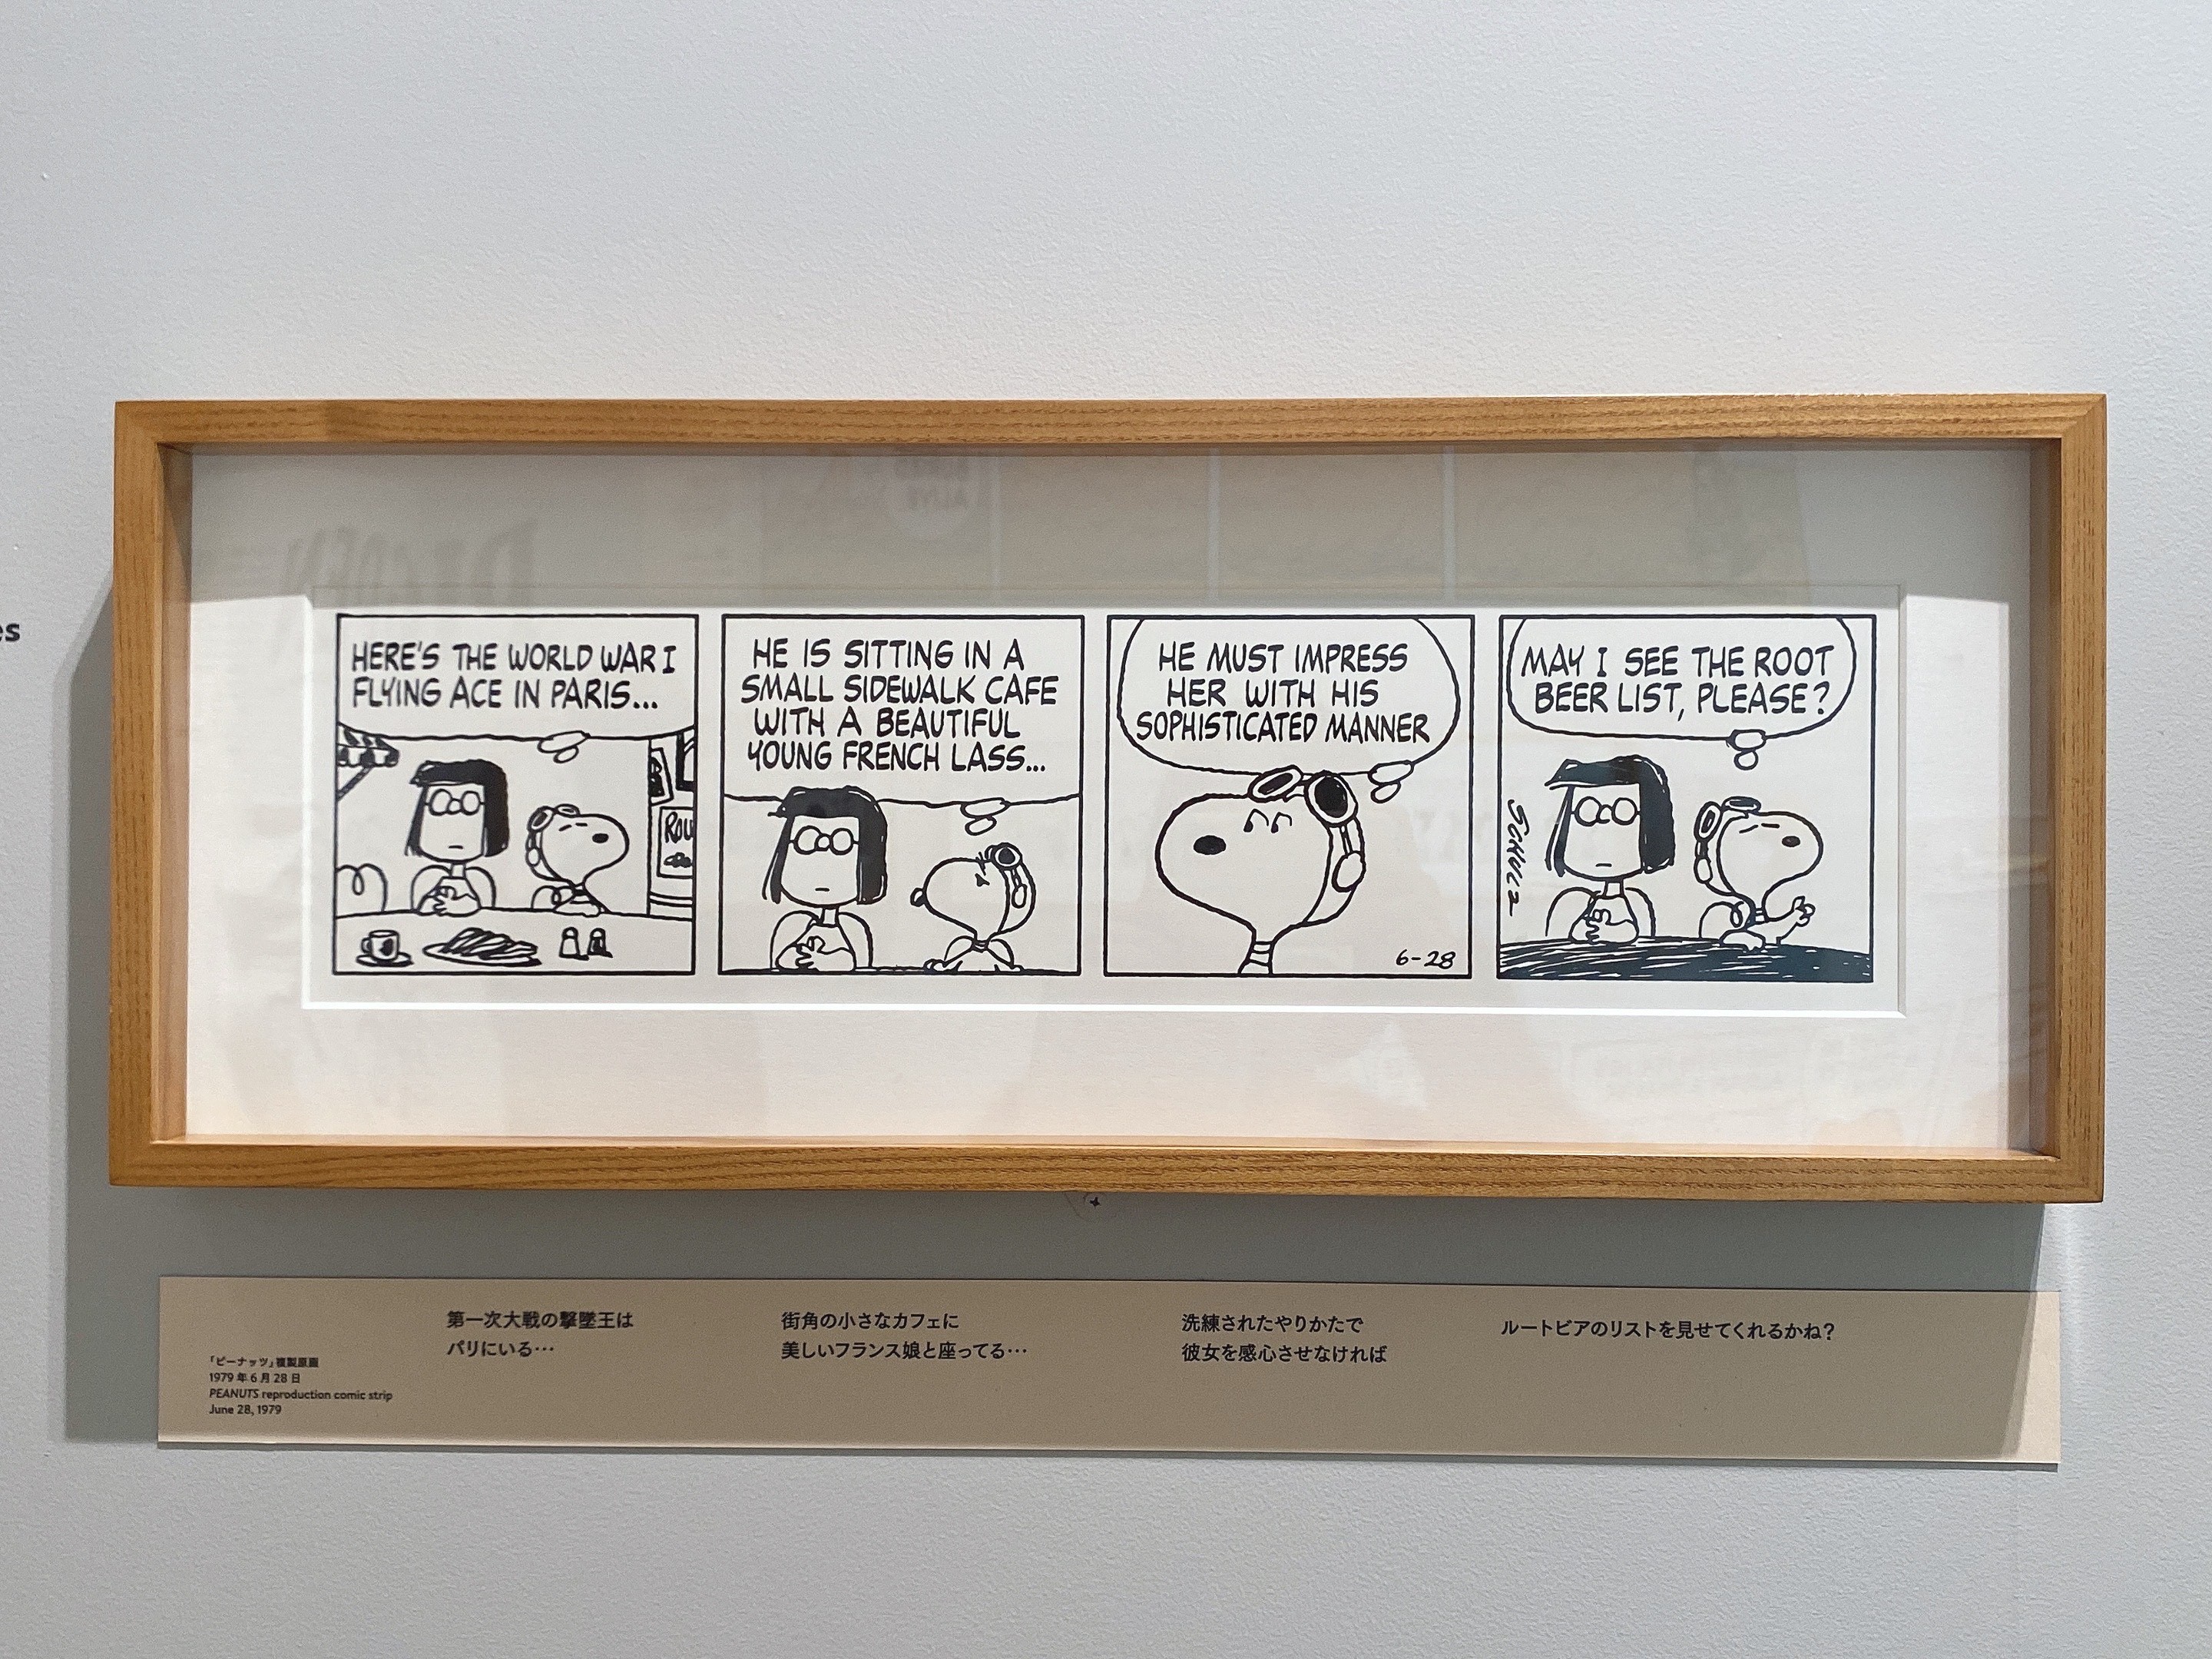 es
HERE'S THE WORLD WAR I
FLYING ACE IN PARIS...
ROU
HE IS SITTING IN A
SMALL SIDEWALK CAFE
WITH A BEAUTIFUL
YOUNG FRENCH LASS...
HE MUST IMPRESS
HER WITH HIS
SOPHISTICATED MANNER
6-28
MAY I SEE THE ROOT
BEER LIST, PLEASE?
SCHULZ
「ピーナッツ」複製原画
1979 年 6 月 28 日
PEANUTS reproduction comic strip
June 28, 1979
第一次大戦の撃墜王は
パリにいる…
街角の小さなカフェに
美しいフランス娘と座ってる…
洗練されたやりかたで
彼女を感心させなければ
ルートビアのリストを見せてくれるかね？